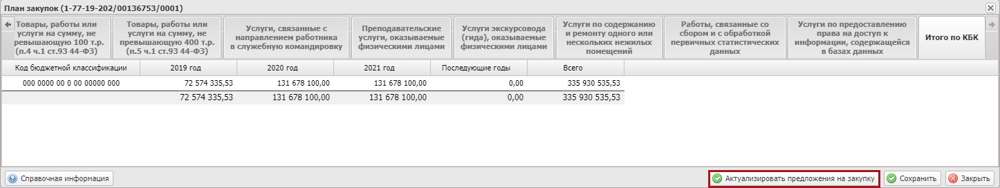 План закупок (1-77-19-202/00136753/0001)
Товары, работы или
услуги на сумму, не
ревышающую 100 т.р.
(п.4 ч.1 ст.93 44-ФЗ)
Товары, работы или
услуги на сумму, не
превышающую 400 т.р.
(п.5 ч.1 ст.93 44-ФЗ)
Услуги, связанные с
направлением работника
в служебную командировку
Преподавательские
услуги, оказываемые
физическими лицами
Услуги экскурсовода
(гида), оказываемые
физическими лицами
Услуги по содержанию
и ремонту одного или
нескольких нежилых
помещений
Работы, связанные со
сбором и с обработкой
первичных статистических
данных
Услуги по предоставлению
права на доступ к
информации, содержащейся
в базах данных
Итого по КБК
Код бюджетной классификации 2019 год 2020 год 2021 год Последующие годы Всего
000 0000 00 0 00 00000 000 72 574 335,53 131 678 100,00 131 678 100,00 0,00 335 930 535,53
72 574 335,53 131 678 100,00 131 678 100,00 0,00 335 930 535,53
Справочная информация Актуализировать предложения на закупку Сохранить Закрыть